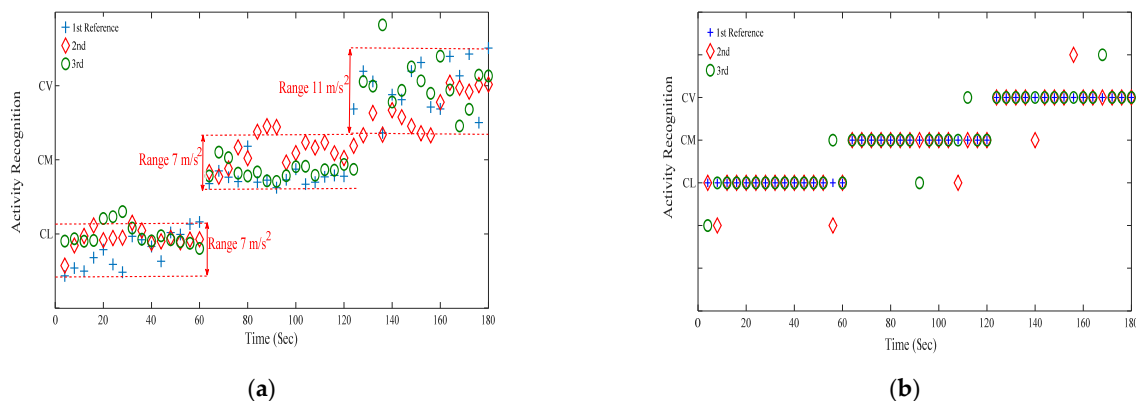 1st Reference
2nd
3rd
Range 11 m/s²
Range 7 m/s²
Range 7 m/s²
Activity Recognition
CV
CM
CL
0 20 40 60 80 100 120 140 160 180
Time (Sec)
(a)
1st Reference
2nd
3rd
Activity Recognition
CV
CM
CL
0 20 40 60 80 100 120 140 160 180
Time (Sec)
(b)